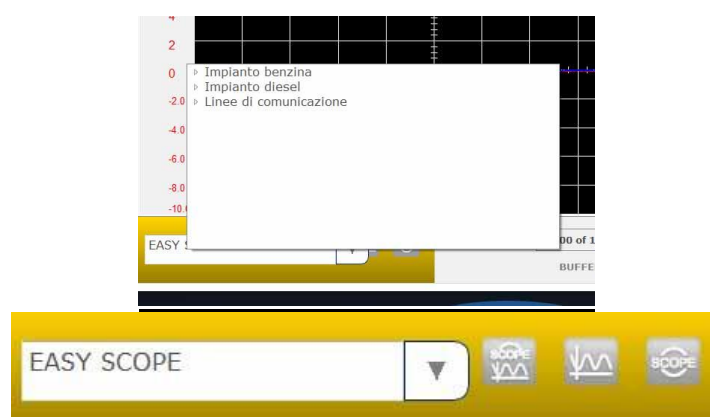 4
2
0
-2.0
-4.0
-6.0
-8.0
-10.
Impianto benzina
Impianto diesel
Linee di comunicazione
EASY
00 of 1
BUFFE
EASY SCOPE
SCOPE
SCOPE